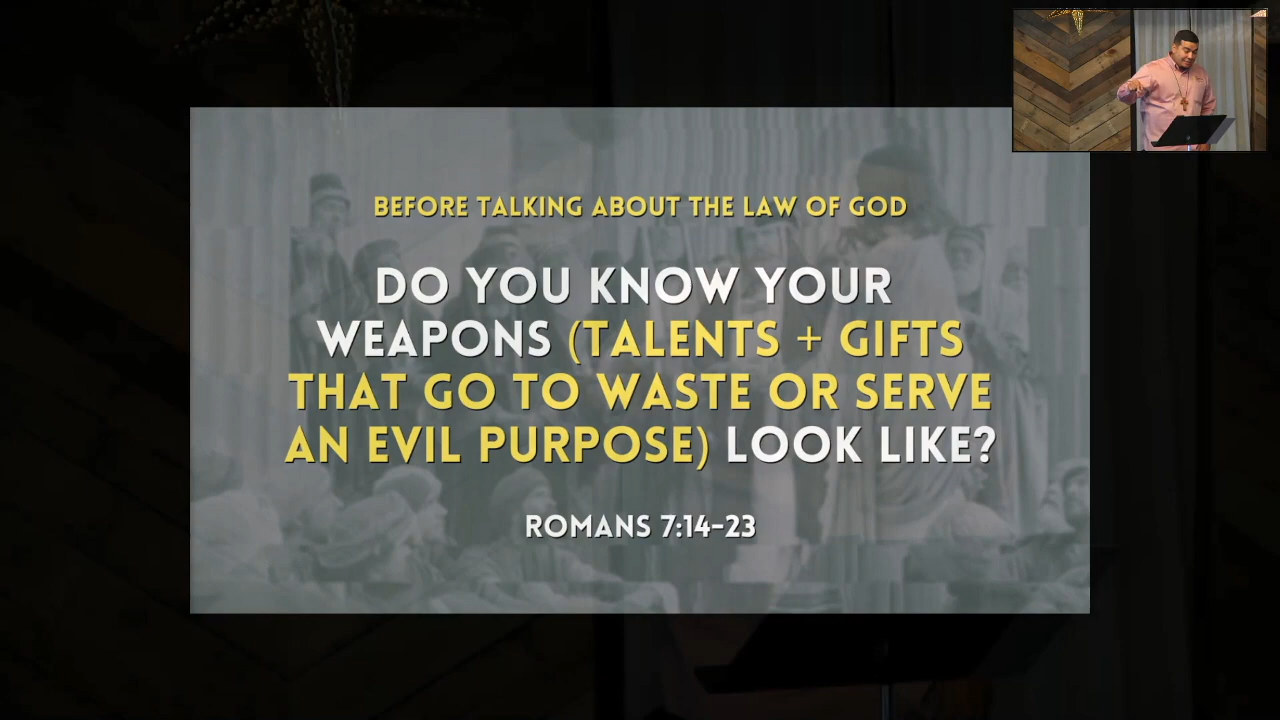 BEFORE TALKING ABOUT THE LAW OF GOD
DO YOU KNOW YOUR
WEAPONS (TALENTS + GIFTS
THAT GO TO WASTE OR SERVE
AN EVIL PURPOSE) LOOK LIKE?
ROMANS 7:14-23